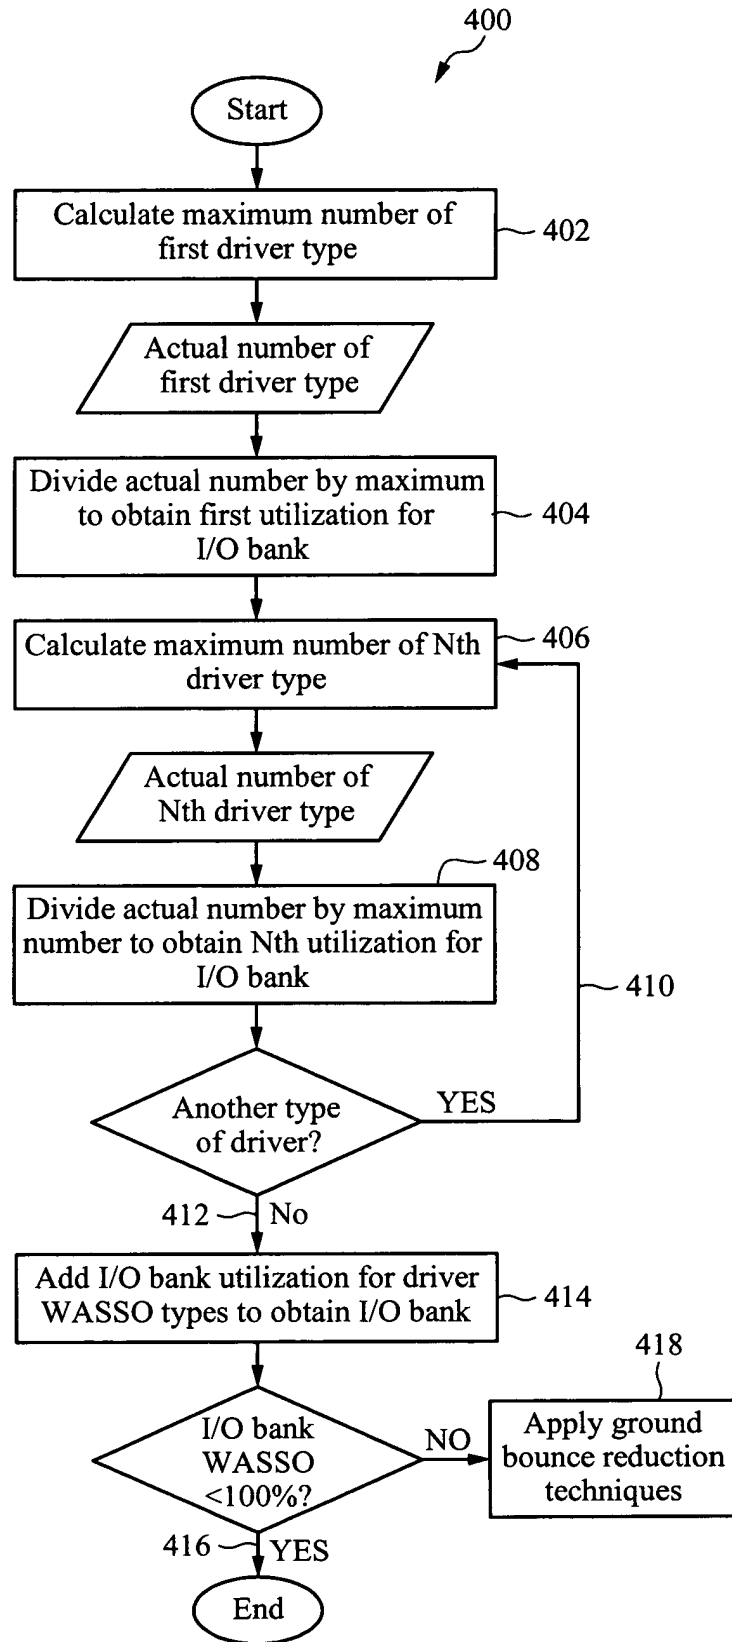 400
Start
Calculate maximum number of
first driver type
402
Actual number of
first driver type
Divide actual number by maximum
to obtain first utilization for
I/O bank
404
Calculate maximum number of Nth
driver type
406
Actual number of
Nth driver type
408
Divide actual number by maximum
number to obtain Nth utilization for
I/O bank
410
Another type
of driver?
YES
412
No
Add I/O bank utilization for driver
WASSO types to obtain I/O bank
414
418
I/O bank
WASSO
<100%?
NO
Apply ground
bounce reduction
techniques
416
YES
End